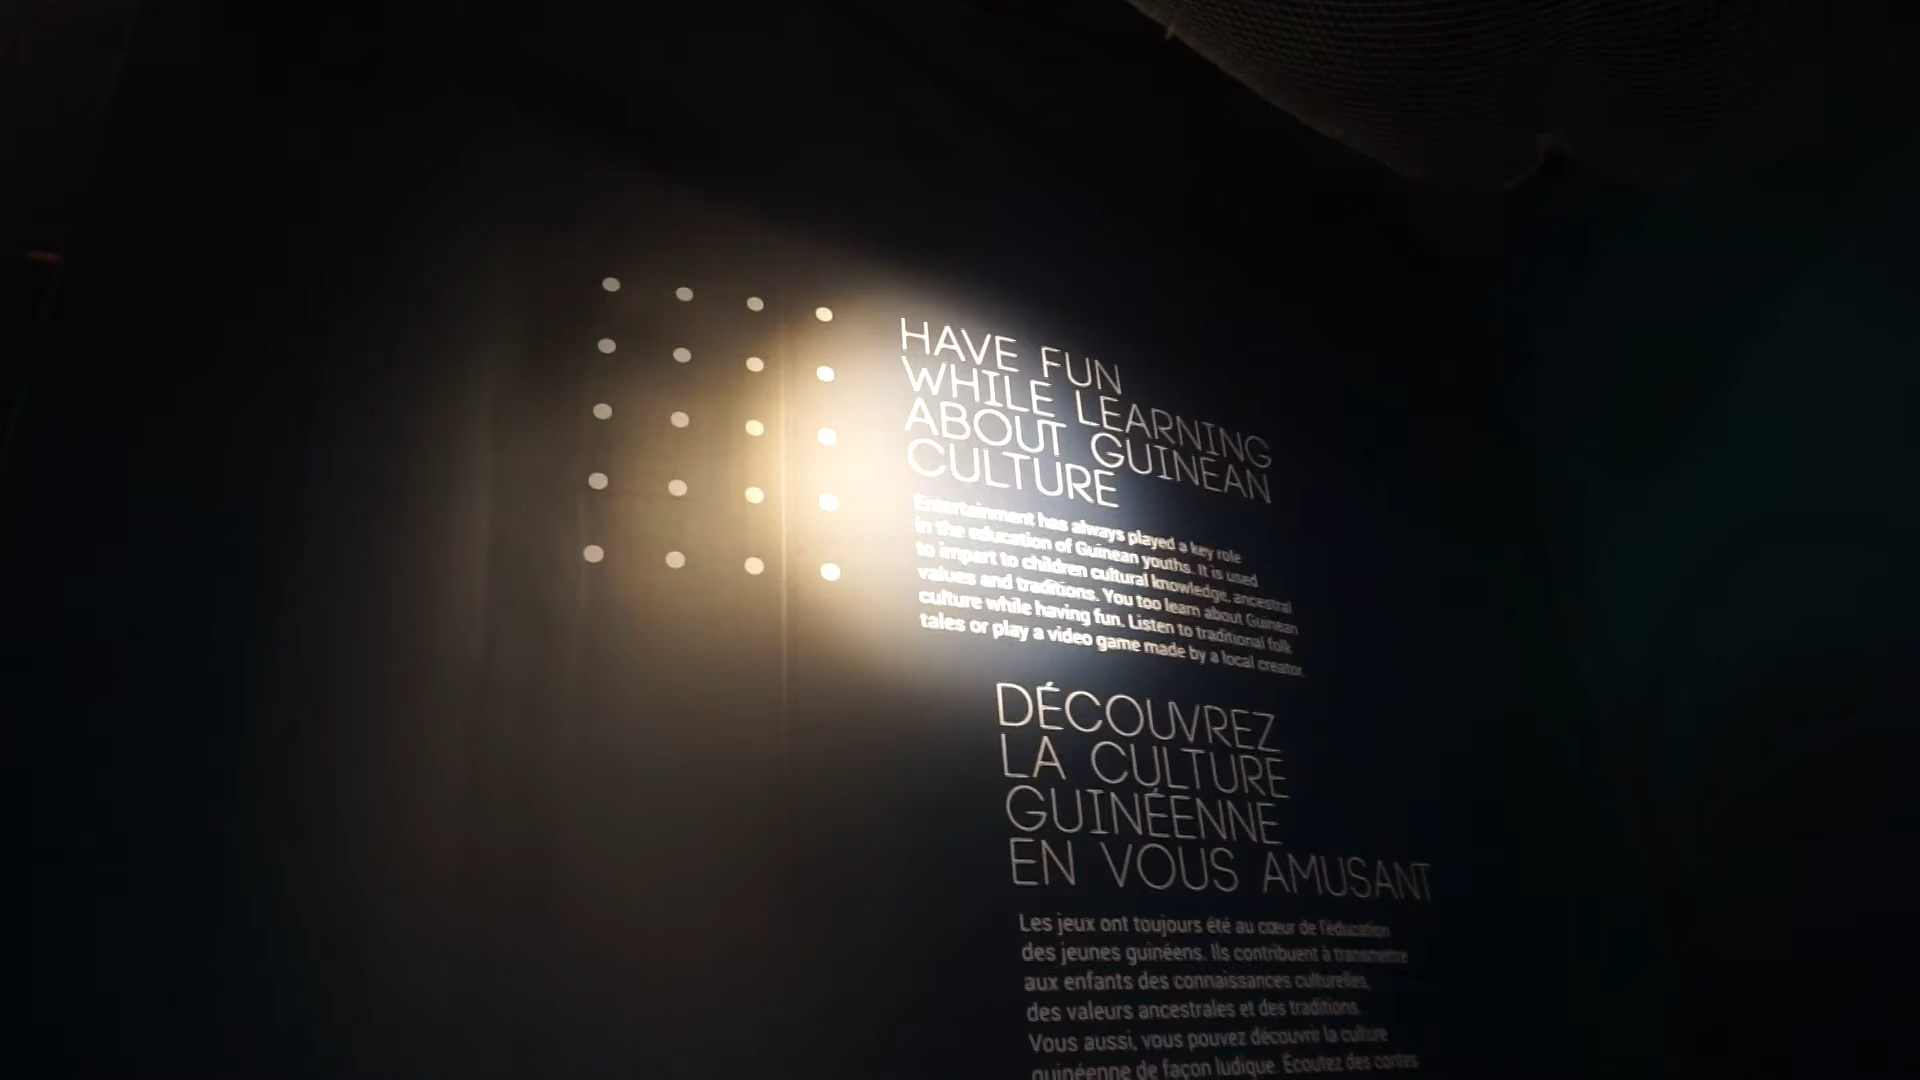 HAVE FUN
WHILE LEARNING
ABOUT GUINEAN
CULTURE
Entertainment has always played a key role
in the education of Guinean youths. It is used
to impart to children cultural knowledge, ancestral
values and traditions. You too learn about Guinean
culture while having fun. Listen to traditional folk
tales or play a video game made by a local creator.
DÉCOUVREZ
LA CULTURE
GUINÉENNE
EN VOUS AMUSANT
Les jeux ont toujours été au cœur de l'éducation
des jeunes guinéens. Ils contribuent à transmettre
aux enfants des connaissances culturelles,
des valeurs ancestrales et des traditions.
Vous aussi, vous pouvez découvrir la culture
guinéenne de façon ludique. Écoutez des contes